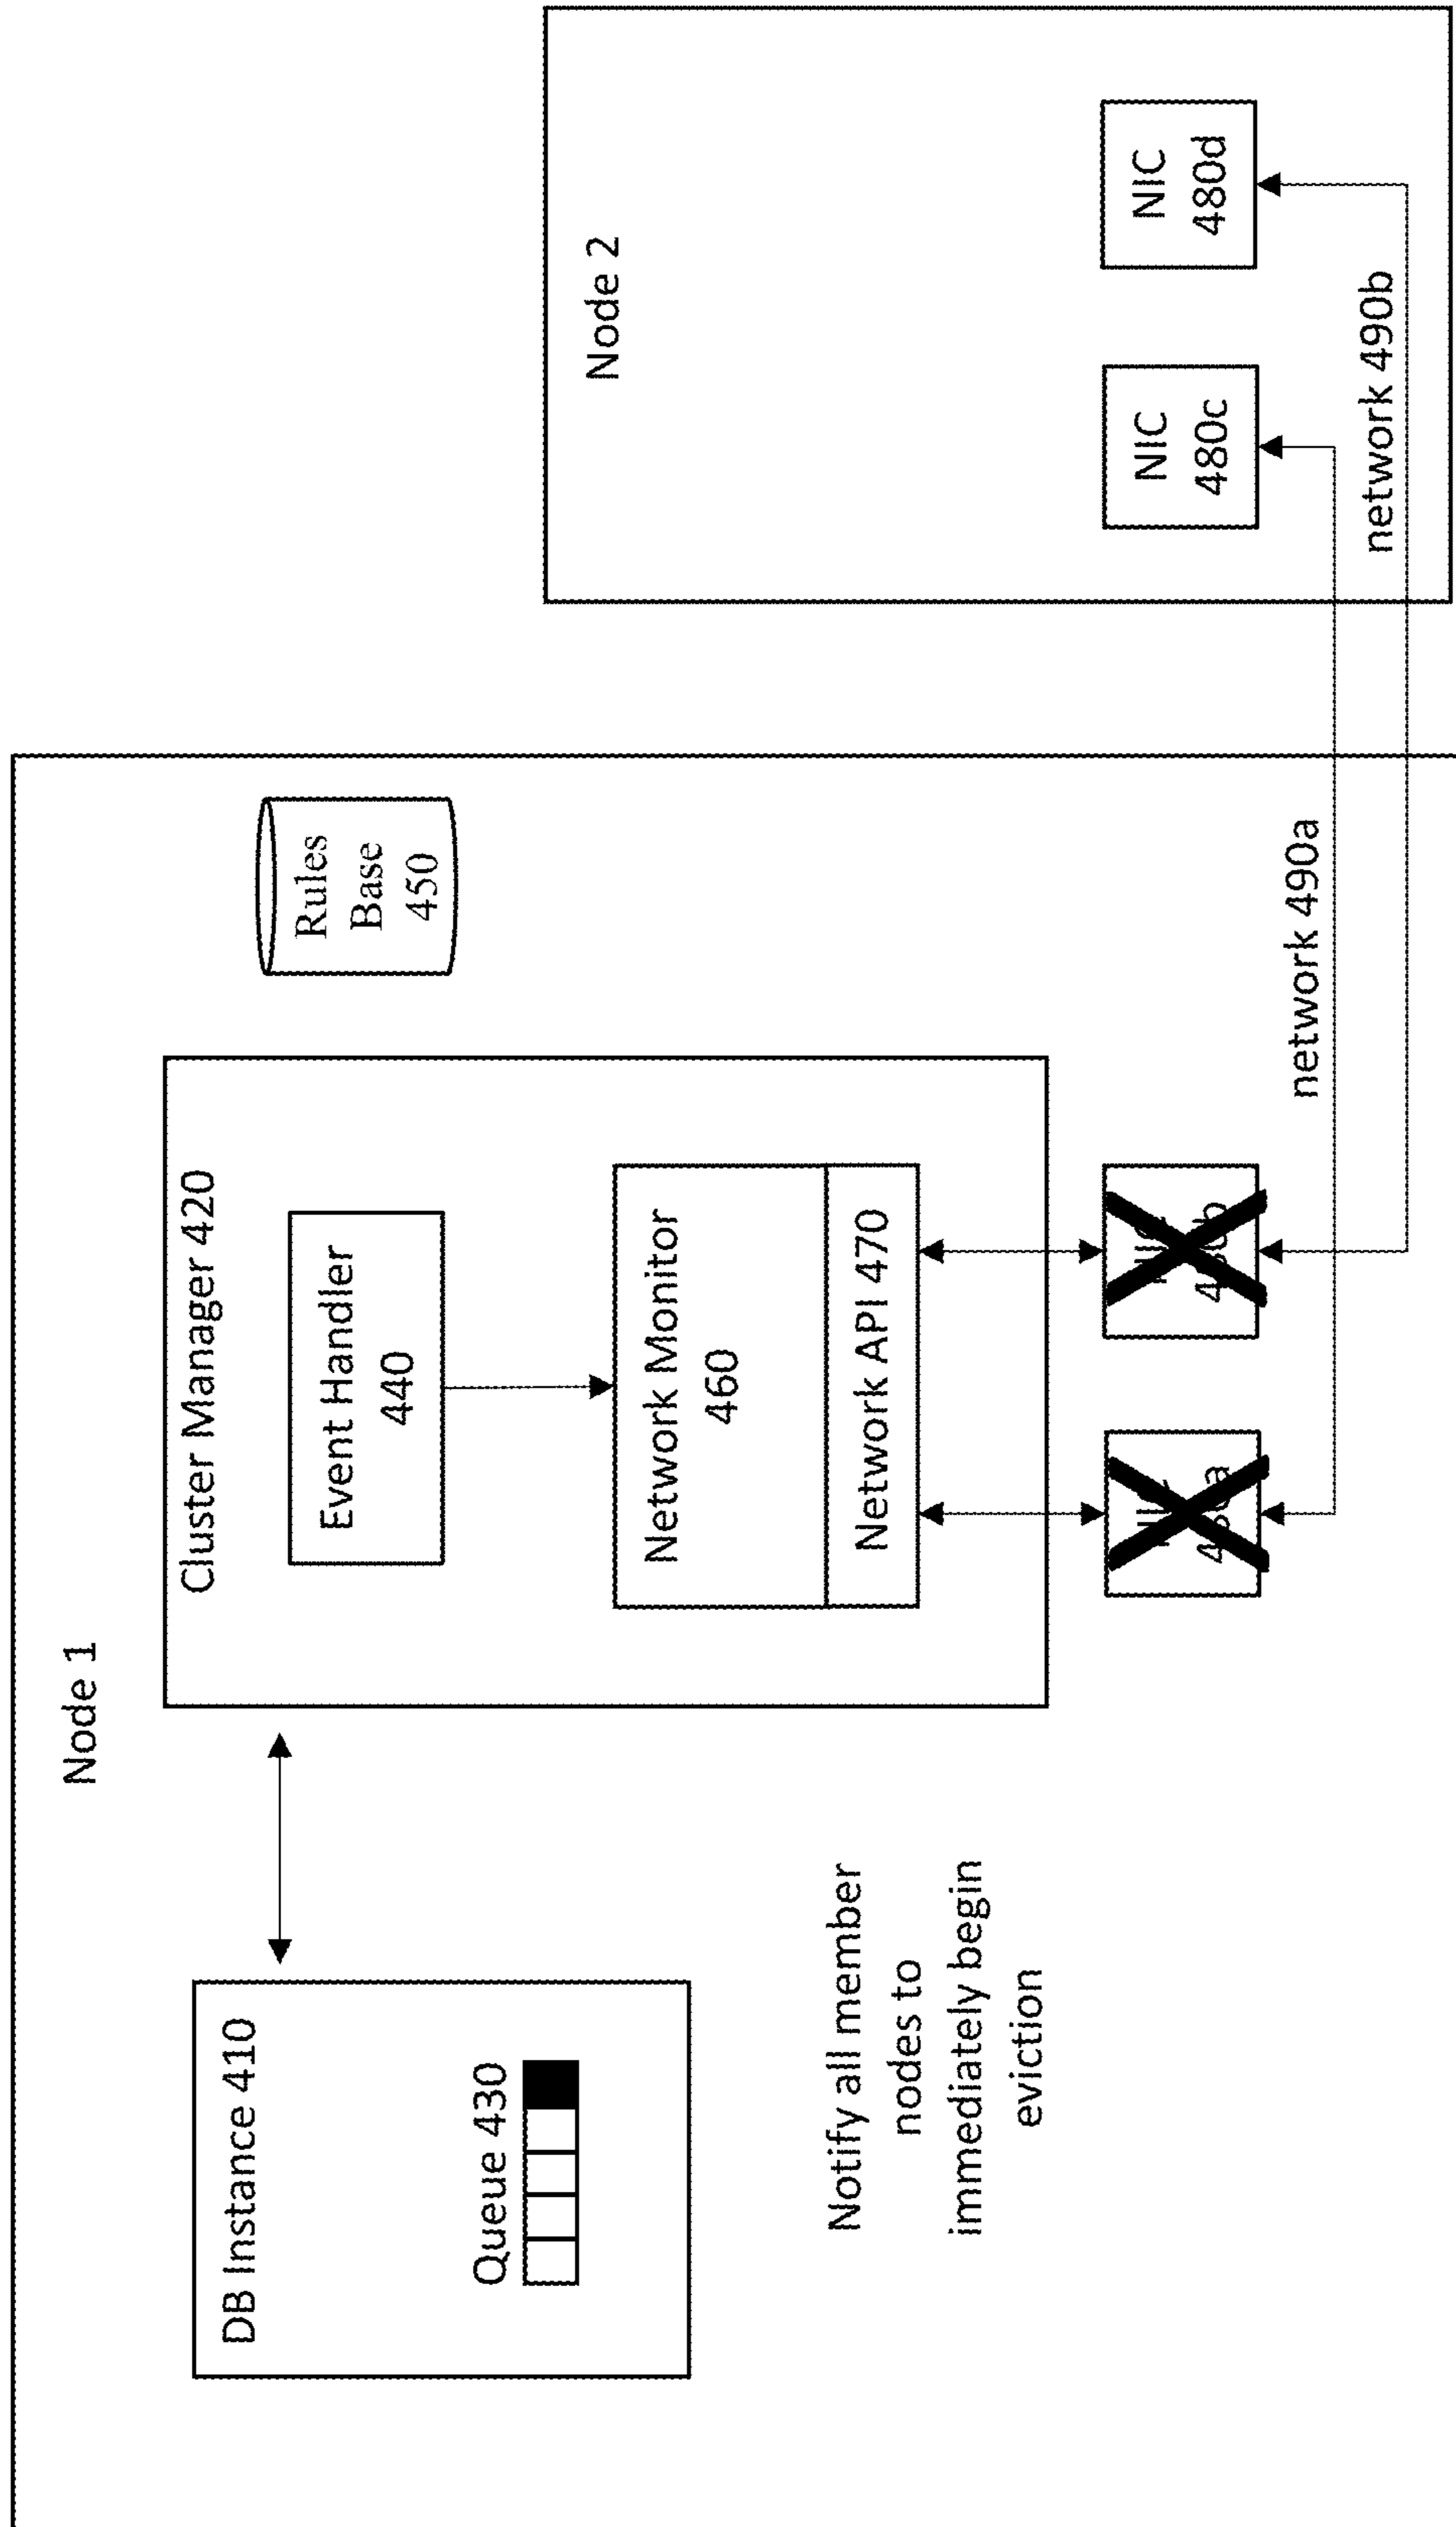 Node 1
DB Instance 410
Queue 430
Notify all member
nodes to
immediately begin
eviction
Cluster Manager 420
Event Handler
440
Network Monitor
460
Network API 470
Rules
Base
450
network 490a
Node 2
NIC
480c
NIC
480d
network 490b